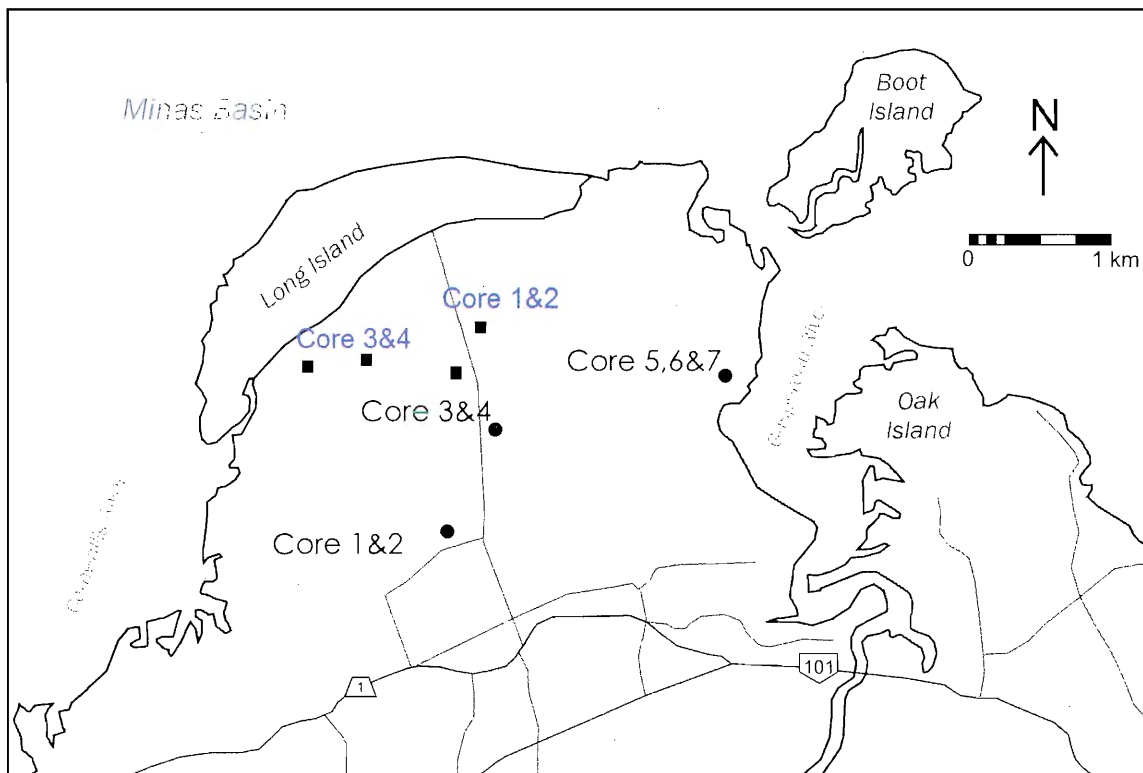 Minas Basin
Boot
Island
N
0 1 km
Long Island
Core 1&2
Core 3&4
Core 5,6&7
Core 3&4
Oak
Island
Core 1&2
101
1